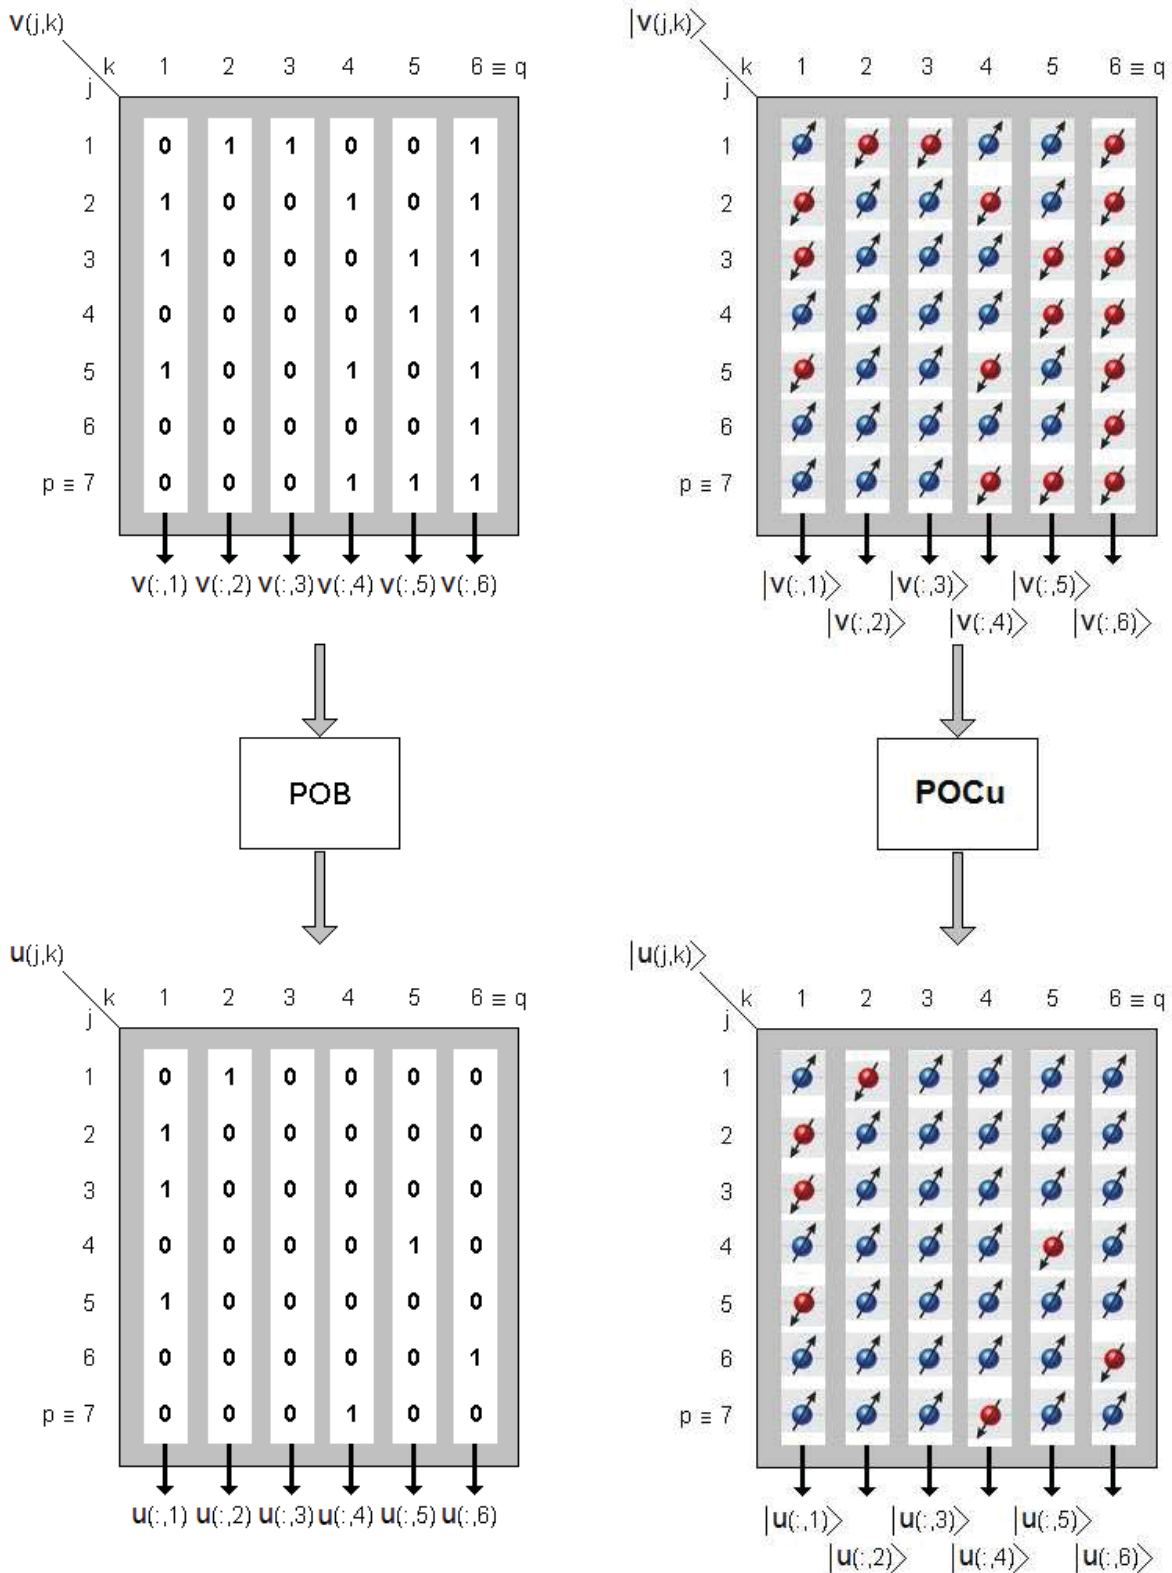 v(j,k) |v(j,k)〉
k 1 2 3 4 5 6 ≡ q k 1 2 3 4 5 6 ≡ q
j j
1 0 1 1 0 0 1 1
2 1 0 0 1 0 1 2
3 1 0 0 0 1 1 3
4 0 0 0 0 1 1 4
5 1 0 0 1 0 1 5
6 0 0 0 0 0 1 6
p ≡ 7 0 0 0 1 1 1 p ≡ 7
v(:,1) v(:,2) v(:,3) v(:,4) v(:,5) v(:,6) |v(:,1)〉 |v(:,3)〉 |v(:,5)〉
|v(:,2)〉 |v(:,4)〉 |v(:,6)〉
POB POCu
u(j,k) |u(j,k)〉
k 1 2 3 4 5 6 ≡ q k 1 2 3 4 5 6 ≡ q
j j
1 0 1 0 0 0 0 1
2 1 0 0 0 0 0 2
3 1 0 0 0 0 0 3
4 0 0 0 0 1 0 4
5 1 0 0 0 0 0 5
6 0 0 0 0 0 1 6
p ≡ 7 0 0 0 1 0 0 p ≡ 7
u(:,1) u(:,2) u(:,3) u(:,4) u(:,5) u(:,6) |u(:,1)〉 |u(:,3)〉 |u(:,5)〉
|u(:,2)〉 |u(:,4)〉 |u(:,6)〉